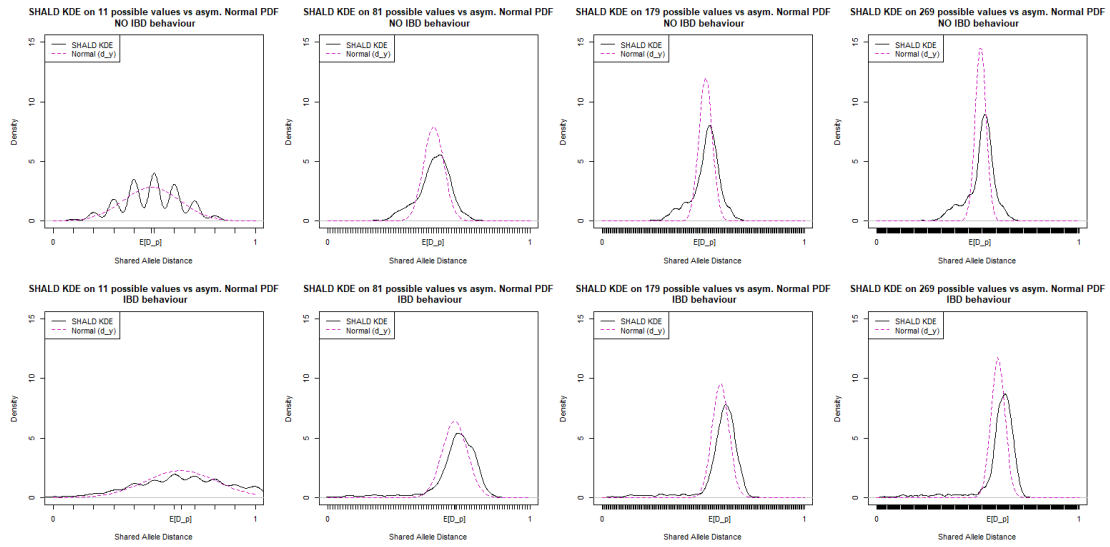 SHALD KDE on 11 possible values vs asym. Normal PDF
NO IBD behaviour
SHALD KDE
Normal (d_y)
15
10
5
0
Density
0
E[D_p]
1
Shared Allele Distance
SHALD KDE on 81 possible values vs asym. Normal PDF
NO IBD behaviour
SHALD KDE
Normal (d_y)
15
10
5
0
Density
0
E[D_p]
1
Shared Allele Distance
SHALD KDE on 179 possible values vs asym. Normal PDF
NO IBD behaviour
SHALD KDE
Normal (d_y)
15
10
5
0
Density
0
E[D_p]
1
Shared Allele Distance
SHALD KDE on 269 possible values vs asym. Normal PDF
NO IBD behaviour
SHALD KDE
Normal (d_y)
15
10
5
0
Density
0
E[D_p]
1
Shared Allele Distance
SHALD KDE on 11 possible values vs asym. Normal PDF
IBD behaviour
SHALD KDE
Normal (d_y)
15
10
5
0
Density
0
E[D_p]
1
Shared Allele Distance
SHALD KDE on 81 possible values vs asym. Normal PDF
IBD behaviour
SHALD KDE
Normal (d_y)
15
10
5
0
Density
0
E[D_p]
1
Shared Allele Distance
SHALD KDE on 179 possible values vs asym. Normal PDF
IBD behaviour
SHALD KDE
Normal (d_y)
15
10
5
0
Density
0
E[D_p]
1
Shared Allele Distance
SHALD KDE on 269 possible values vs asym. Normal PDF
IBD behaviour
SHALD KDE
Normal (d_y)
15
10
5
0
Density
0
E[D_p]
1
Shared Allele Distance